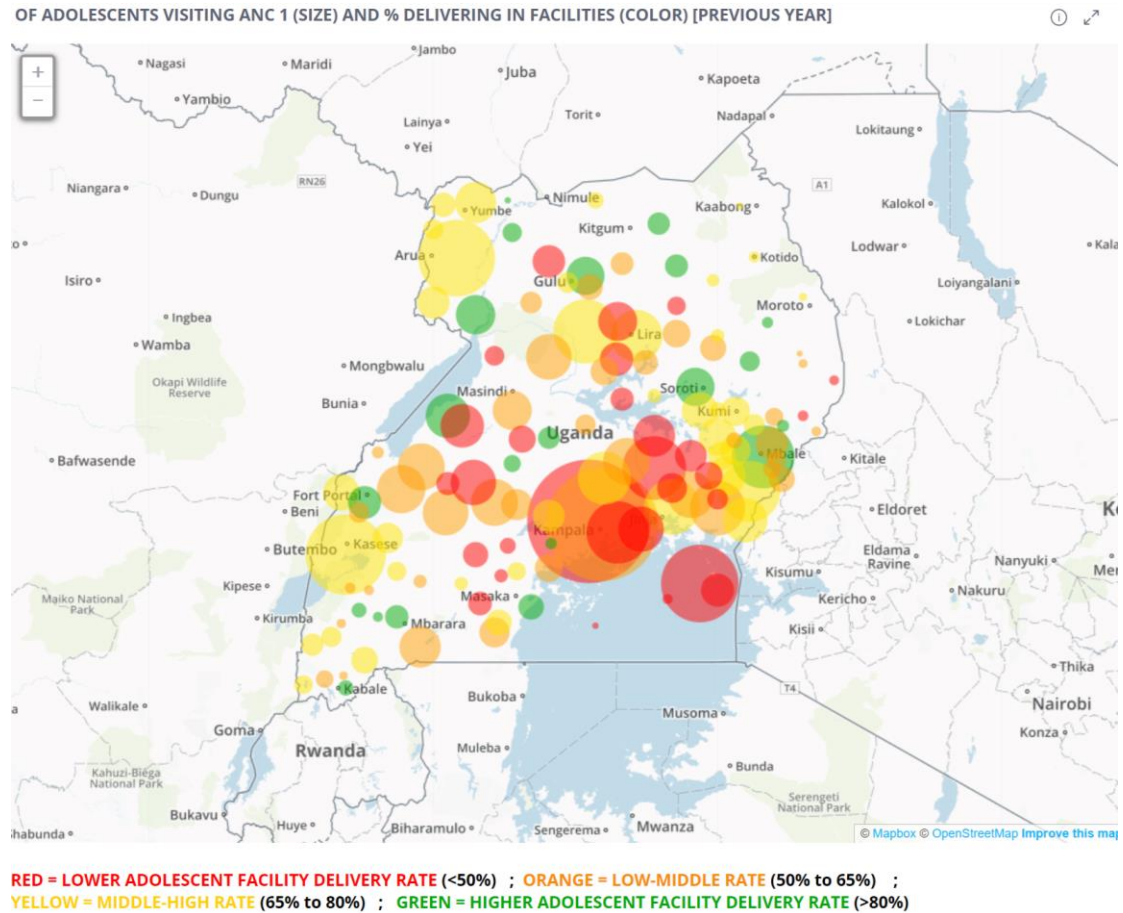 OF ADOLESCENTS VISITING ANC 1 (SIZE) AND % DELIVERING IN FACILITIES (COLOR) [PREVIOUS YEAR]
Jambo
Nagasi
Maridi
Juba
Kapoeta
Yambio
Lainya
Torit
Nadapal
Lokitaung
Yei
RN26
A1
Niangara
Dungu
Nimule
Yumbe
Kaabong
Kalokol
Kitgum
Lodwar
Kala
Arua
Kotido
Isiro
Gulu
Loiyangalani
Moroto
Ingbea
Lokichar
Wamba
Lira
Mongbwalu
Okapi Wildlife
Reserve
Masindi
Soroti
Bunia
Kumi
Uganda
Bafwasende
Mbale
Kitale
Fort Portal
Beni
Eldoret
K
Kampala
Butembo
Kasese
Eldama
Ravine
Nanyuki
Mer
Kisumu
Kipese
Nakuru
Maiko National
Park
Masaka
Kericho
Kirumba
Mbarara
Kisii
Thika
Kabale
T4
Walikale
Bukoba
Nairobi
Musoma
Goma
Konza
Rwanda
Muleba
Bunda
Kahuzi-Biéga
National Park
Serengeti
National Park
Bukavu
Huye
Biharamulo
Sengerema
Mwanza
habunda
© Mapbox © OpenStreetMap Improve this map
RED = LOWER ADOLESCENT FACILITY DELIVERY RATE (<50%) ; ORANGE = LOW-MIDDLE RATE (50% to 65%) ;
YELLOW = MIDDLE-HIGH RATE (65% to 80%) ; GREEN = HIGHER ADOLESCENT FACILITY DELIVERY RATE (>80%)